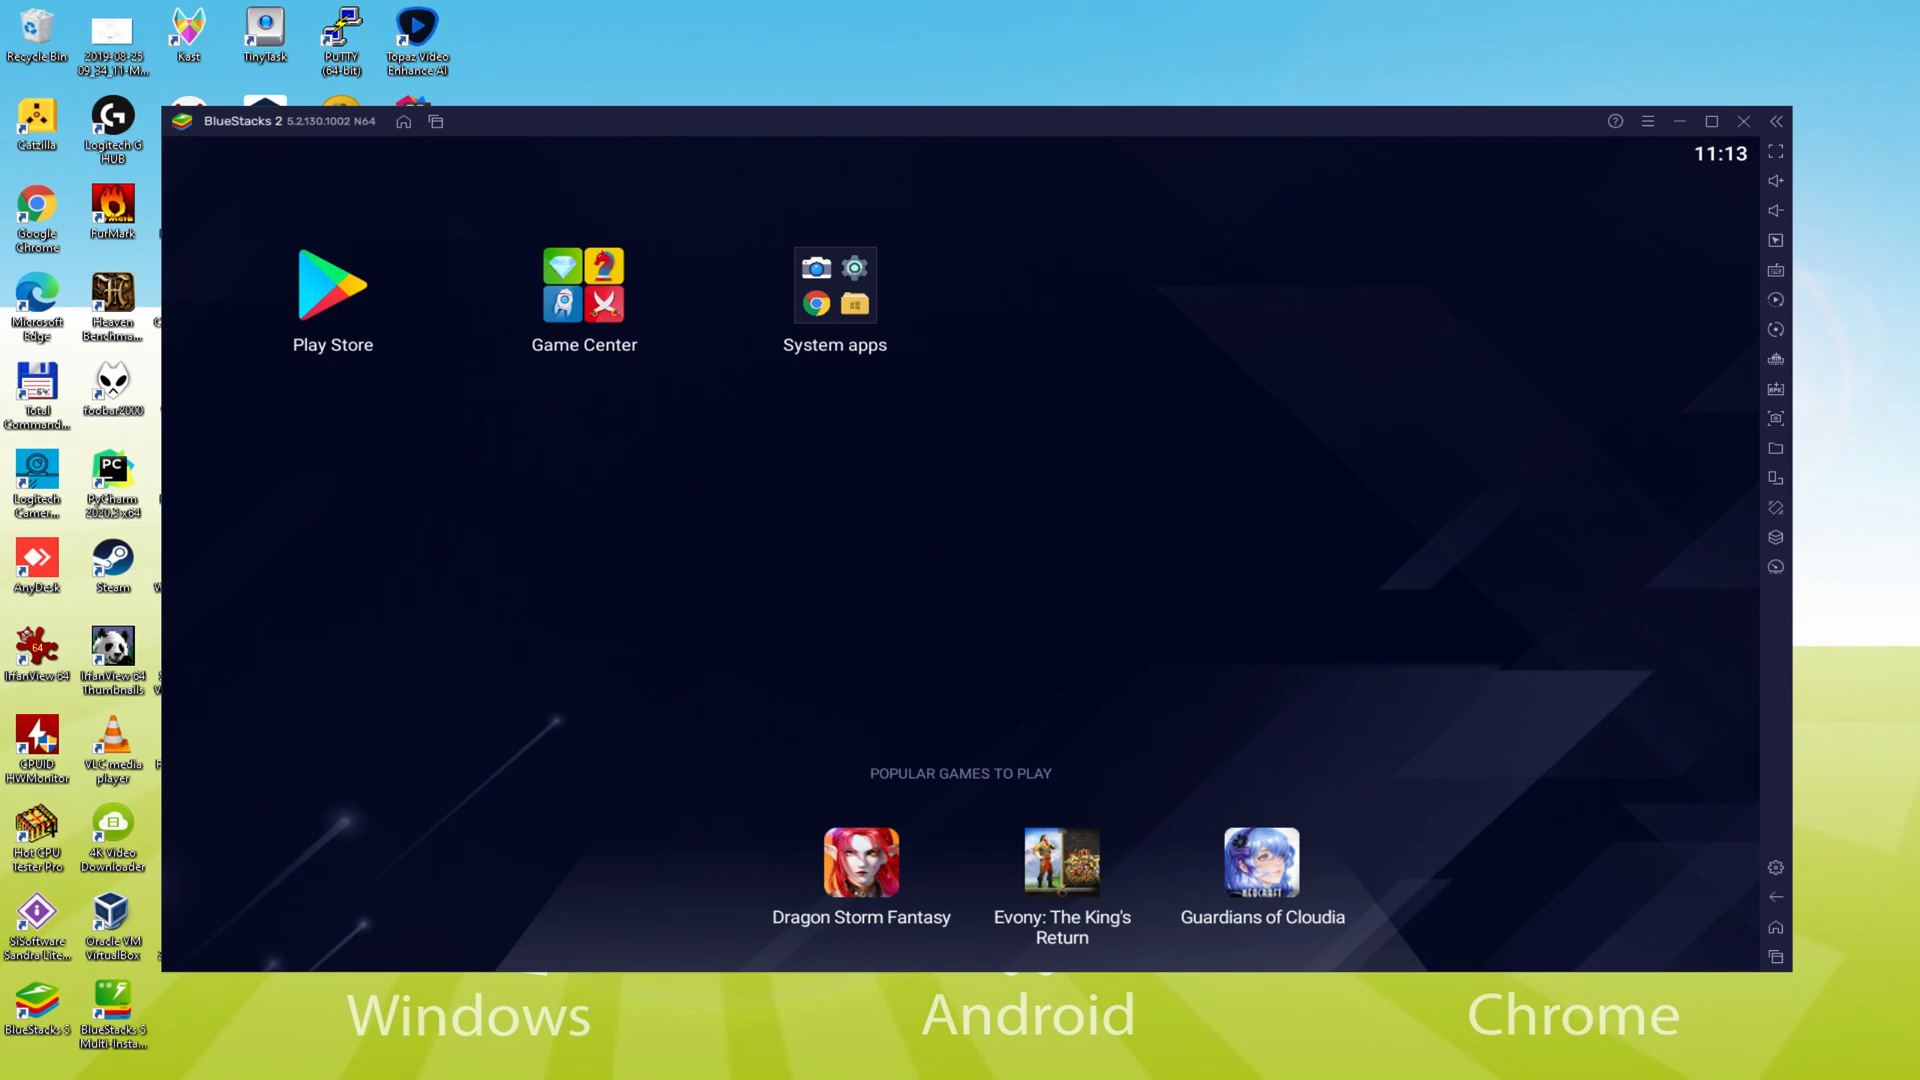 Recycle Bin
2019-08-25
09_34_11-M...
Kast
TinyTask
PuTTY
(64-bit)
Topaz Video
Enhance AI
Catzilla
Logitech G
HUB
BlueStacks 2 5.2.130.1002 N64
11:13
Google
Chrome
FurMark
Play Store
Game Center
System apps
Microsoft
Edge
Heaven
Benchma...
Total
Command...
foobar2000
Logitech
Camer...
PyCharm
2020.3 x64
AnyDesk
Steam
IrfanView 64
IrfanView 64
Thumbnails
CPUID
HWMonitor
VLC media
player
POPULAR GAMES TO PLAY
Hot CPU
Tester Pro
4K Video
Downloader
NEOCRAFT
Dragon Storm Fantasy
Evony: The King's
Return
Guardians of Cloudia
SiSoftware
Sandra Lite...
Oracle VM
VirtualBox
BlueStacks 5
BlueStacks 5
Multi-Insta...
Windows
Android
Chrome